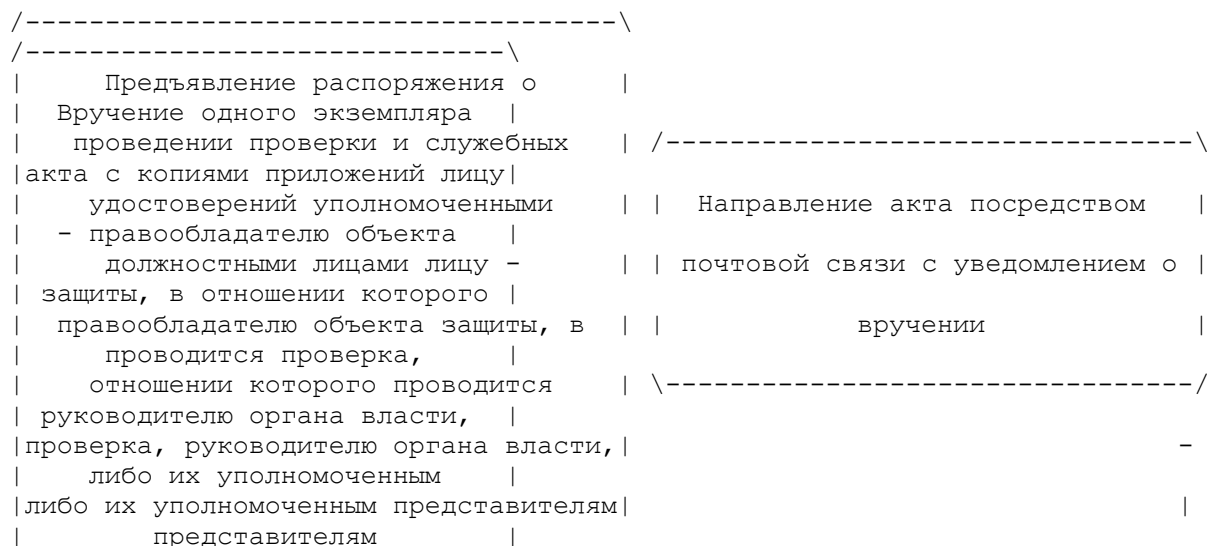 /-------------------------------------\
/------------------------------\
|     Предъявление распоряжения о     |
|  Вручение одного экземпляра  |
|   проведении проверки и служебных   | /---------------------------------\
|акта с копиями приложений лицу|
|    удостоверений уполномоченными    | |  Направление акта посредством   |
|  - правообладателю объекта   |
|     должностными лицами лицу -      | | почтовой связи с уведомлением о |
| защиты, в отношении которого |
|  правообладателю объекта защиты, в  | |            вручении             |
|     проводится проверка,     |
|    отношении которого проводится    | \---------------------------------/
| руководителю органа власти,  |
|проверка, руководителю органа власти,|                                  -
|    либо их уполномоченным    |
|либо их уполномоченным представителям|                                  |
|        представителям        |